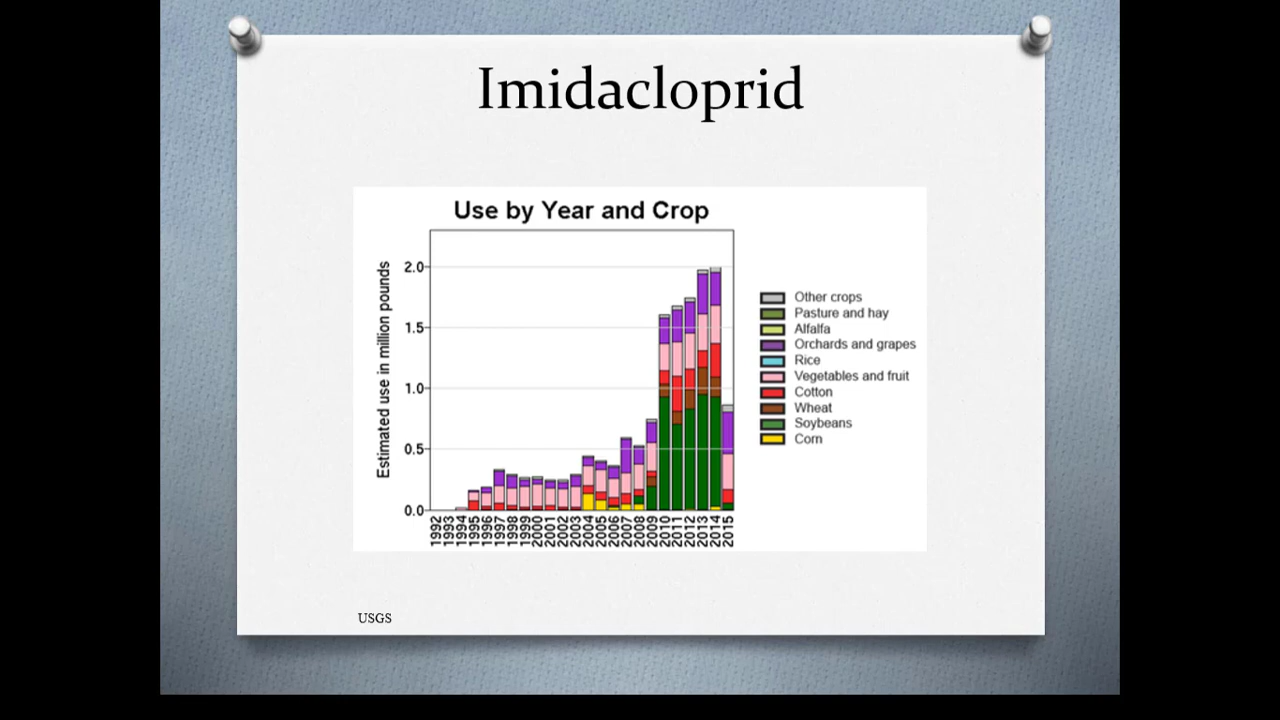 Imidacloprid
Use by Year and Crop
Estimated use in million pounds
2.0
1.5
1.0
0.5
0.0
1992
1993
1994
1995
1996
1997
1998
1999
2000
2001
2002
2003
2004
2005
2006
2007
2008
2009
2010
2011
2012
2013
2014
2015
Other crops
Pasture and hay
Alfalfa
Orchards and grapes
Rice
Vegetables and fruit
Cotton
Wheat
Soybeans
Corn
USGS